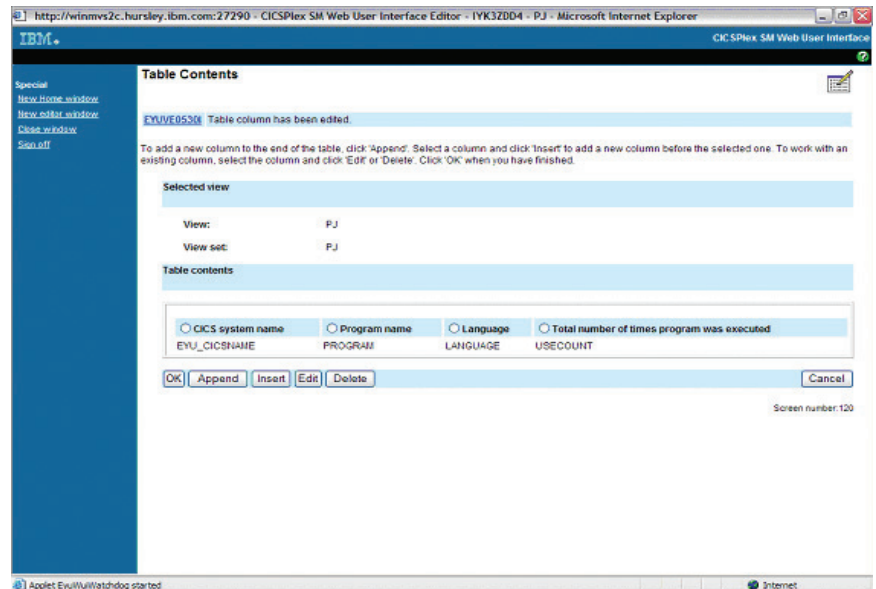 http://winmvs2c.hursley.ibm.com:27290 - CICSPlex SM Web User Interface Editor - IYK3ZDD4 - PJ - Microsoft Internet Explorer
IBM.
CICSPlex SM Web User Interface
Special
New Home window
New editor window
Close window
Sign off
Table Contents
EYUVE0530I Table column has been edited.
To add a new column to the end of the table, click 'Append'. Select a column and click 'Insert' to add a new column before the selected one. To work with an
existing column, select the column and click 'Edit' or 'Delete'. Click 'OK' when you have finished.
Selected view
View: PJ
View set: PJ
Table contents
CICS system name Program name Language Total number of times program was executed
EYU_CICSNAME PROGRAM LANGUAGE USECOUNT
OK Append Insert Edit Delete Cancel
Screen number:120
Applet EyuWuiWatchdog started Internet